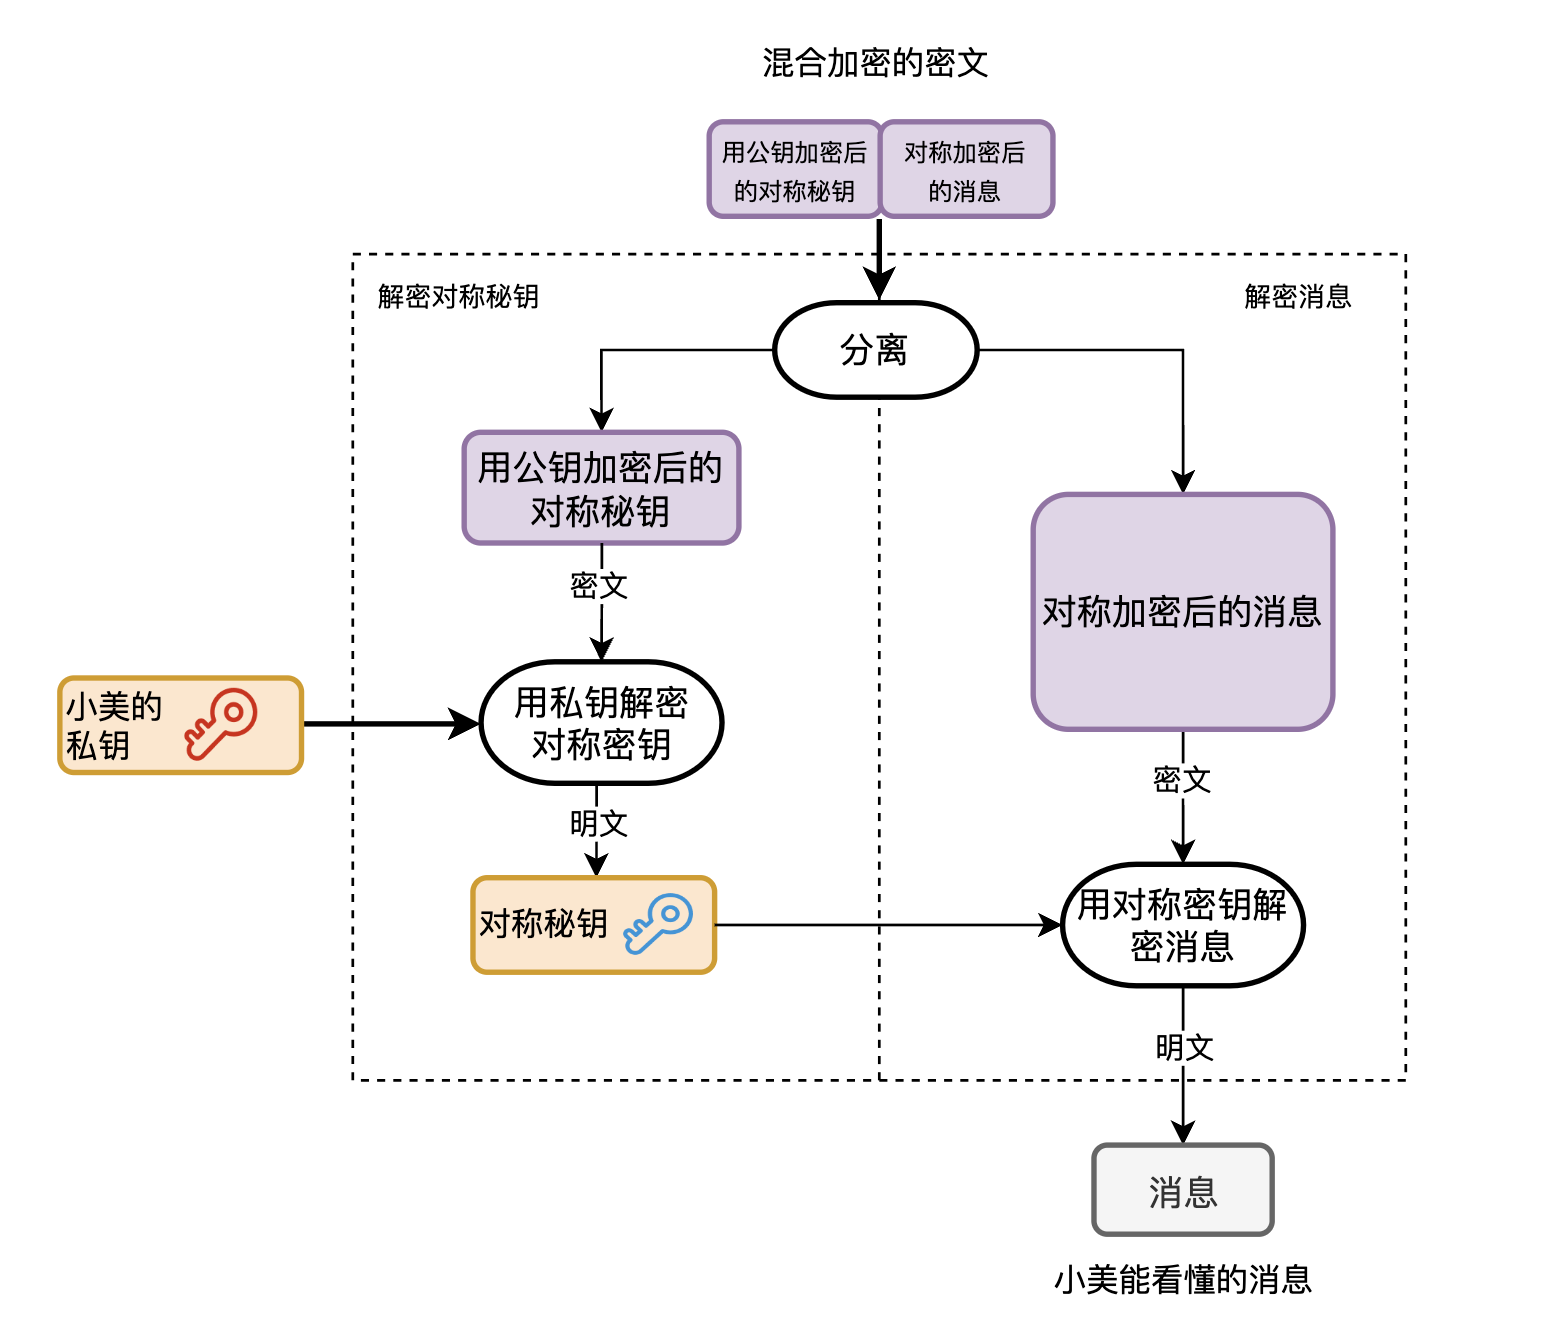 混合加密的密文
用公钥加密后
的对称秘钥
对称加密后
的消息
解密对称秘钥
解密消息
分离
用公钥加密后的
对称秘钥
密文
对称加密后的消息
小美的
私钥
用私钥解密
对称密钥
密文
明文
对称秘钥
用对称密钥解
密消息
明文
消息
小美能看懂的消息